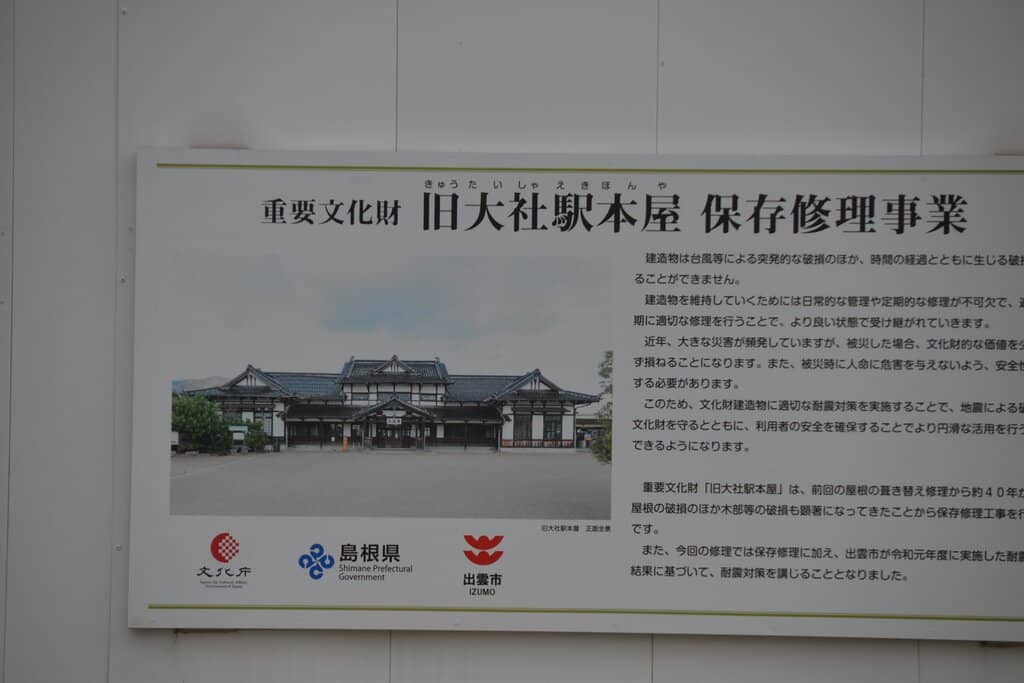 きゅうたいしゃえきほんや
重要文化財 旧大社駅本屋 保存修理事業
建造物は台風等による突発的な破損のほか、時間の経過とともに生じる破
ることができません。
建造物を維持していくためには日常的な管理や定期的な修理が不可欠で、
期に適切な修理を行うことで、より良い状態で受け継がれていきます。
近年、大きな災害が頻発していますが、被災した場合、文化財的な価値を
ず損ねることになります。また、被災時に人命に危害を与えないよう、安全
する必要があります。
このため、文化財建造物に適切な耐震対策を実施することで、地震による
文化財を守るとともに、利用者の安全を確保することでより円滑な活用を行
できるようになります。
重要文化財「旧大社駅本屋」は、前回の屋根の葺き替え修理から約40年
屋根の破損のほか木部等の破損も顕著になってきたことから保存修理工事を
です。
また、今回の修理では保存修理に加え、出雲市が令和元年度に実施した耐
結果に基づいて、耐震対策を講じることとなりました。
旧大社駅本屋 正面全景
文化庁
島根県
Shimane Prefectural
Government
出雲市
IZUMO